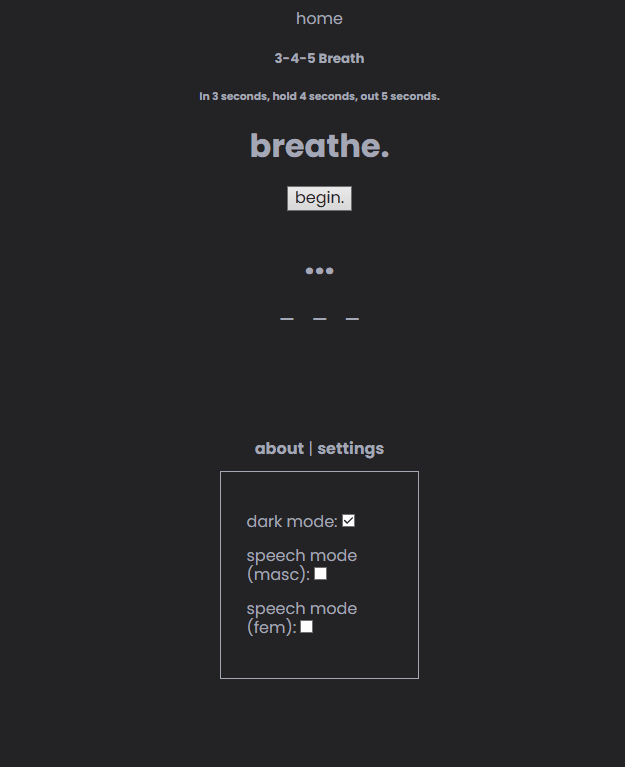 home
3-4-5 Breath
In 3 seconds, hold 4 seconds, out 5 seconds.
breathe.
begin.
•••
_ _ _
about | settings
dark mode:
speech mode
(masc):
speech mode
(fem):